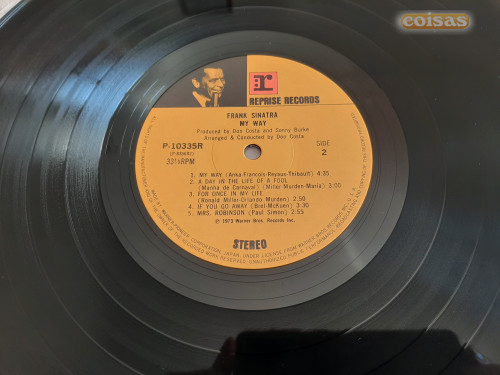 eoisas
REPRISE RECORDS
FRANK SINATRA
MY WAY
Produced by Don Costa and Sonny Burke
Arranged & Conducted by Don Costa
P-10335R
33⅓RPM
SIDE
2
1. MY WAY (Anka-Francois-Revaux-Thibault) 4:35
2. A DAY IN THE LIFE OF A FOOL
(Manha de Carnaval) (Miller Murden-Maria) 3:00
3. FOR ONCE IN MY LIFE
(Ronald Miller-Orlando Murden) 2:50
4. IF YOU GO AWAY (Brel-McKuen) 3:30
5. MRS. ROBINSON (Paul Simon) 2:55
℗ 1973 Warner Bros. Records Inc.
STEREO